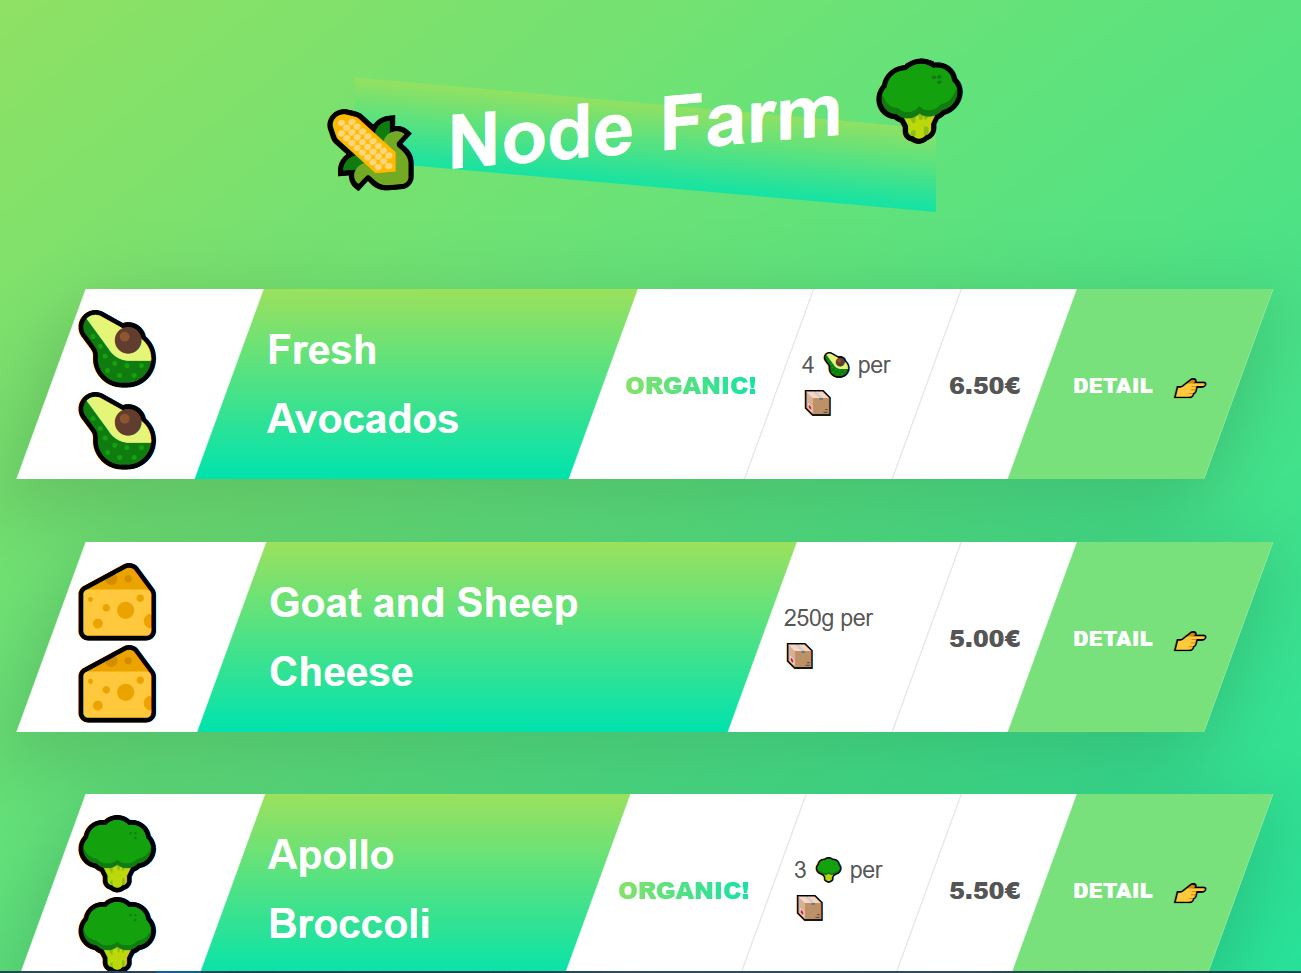 Node Farm
Fresh
Avocados
ORGANIC!
4 🥑 per
📦
6.50€
DETAIL 👉
Goat and Sheep
Cheese
250g per
📦
5.00€
DETAIL 👉
Apollo
Broccoli
ORGANIC!
3 🥦 per
📦
5.50€
DETAIL 👉